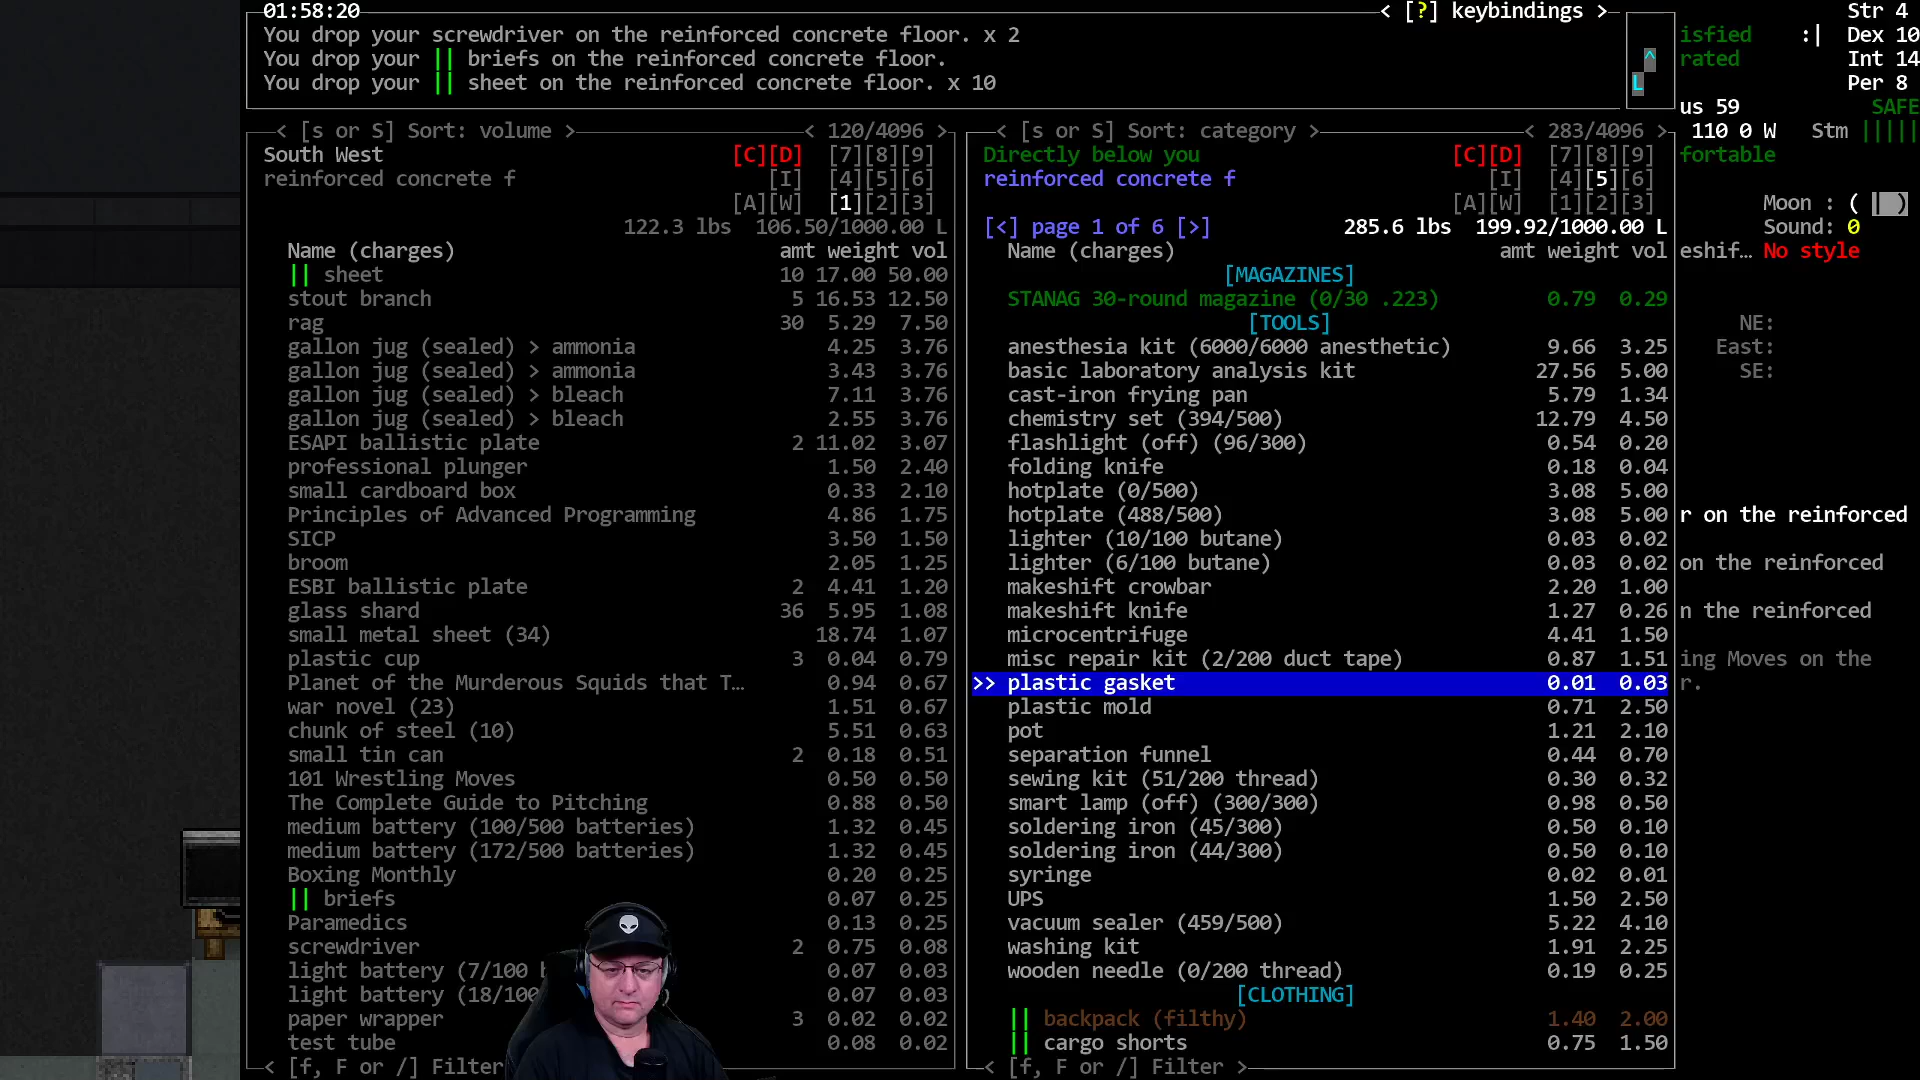 01:58:20
< [?] keybindings >
You drop your screwdriver on the reinforced concrete floor. x 2
You drop your || briefs on the reinforced concrete floor.
You drop your || sheet on the reinforced concrete floor. x 10
^
L
Str 4
isfied :| Dex 10
rated Int 14
Per 8
us 59 SAFE
110 0 W Stm |||||
fortable
Moon : ( | )
Sound: 0
eshif… No style
NE:
East:
SE:
r on the reinforced
on the reinforced
n the reinforced
ing Moves on the
r.
< [s or S] Sort: volume > < 120/4096 >
South West [C][D] [7][8][9]
reinforced concrete f [I] [4][5][6]
[A][W] [1][2][3]
122.3 lbs 106.50/1000.00 L
Name (charges) amt weight vol
|| sheet 10 17.00 50.00
stout branch 5 16.53 12.50
rag 30 5.29 7.50
gallon jug (sealed) > ammonia 4.25 3.76
gallon jug (sealed) > ammonia 3.43 3.76
gallon jug (sealed) > bleach 7.11 3.76
gallon jug (sealed) > bleach 2.55 3.76
ESAPI ballistic plate 2 11.02 3.07
professional plunger 1.50 2.40
small cardboard box 0.33 2.10
Principles of Advanced Programming 4.86 1.75
SICP 3.50 1.50
broom 2.05 1.25
ESBI ballistic plate 2 4.41 1.20
glass shard 36 5.95 1.08
small metal sheet (34) 18.74 1.07
plastic cup 3 0.04 0.79
Planet of the Murderous Squids that T… 0.94 0.67
war novel (23) 1.51 0.67
chunk of steel (10) 5.51 0.63
small tin can 2 0.18 0.51
101 Wrestling Moves 0.50 0.50
The Complete Guide to Pitching 0.88 0.50
medium battery (100/500 batteries) 1.32 0.45
medium battery (172/500 batteries) 1.32 0.45
Boxing Monthly 0.20 0.25
|| briefs 0.07 0.25
Paramedics 0.13 0.25
screwdriver 2 0.75 0.08
light battery (7/100 0.07 0.03
light battery (18/100 0.07 0.03
paper wrapper 3 0.02 0.02
test tube 0.08 0.02
< [f, F or /] Filter
< [s or S] Sort: category > < 283/4096 >
Directly below you [C][D] [7][8][9]
reinforced concrete f [I] [4][5][6]
[A][W] [1][2][3]
[<] page 1 of 6 [>] 285.6 lbs 199.92/1000.00 L
Name (charges) amt weight vol
[MAGAZINES]
STANAG 30-round magazine (0/30 .223) 0.79 0.29
[TOOLS]
anesthesia kit (6000/6000 anesthetic) 9.66 3.25
basic laboratory analysis kit 27.56 5.00
cast-iron frying pan 5.79 1.34
chemistry set (394/500) 12.79 4.50
flashlight (off) (96/300) 0.54 0.20
folding knife 0.18 0.04
hotplate (0/500) 3.08 5.00
hotplate (488/500) 3.08 5.00
lighter (10/100 butane) 0.03 0.02
lighter (6/100 butane) 0.03 0.02
makeshift crowbar 2.20 1.00
makeshift knife 1.27 0.26
microcentrifuge 4.41 1.50
misc repair kit (2/200 duct tape) 0.87 1.51
>> plastic gasket 0.01 0.03
plastic mold 0.71 2.50
pot 1.21 2.10
separation funnel 0.44 0.70
sewing kit (51/200 thread) 0.30 0.32
smart lamp (off) (300/300) 0.98 0.50
soldering iron (45/300) 0.50 0.10
soldering iron (44/300) 0.50 0.10
syringe 0.02 0.01
UPS 1.50 2.50
vacuum sealer (459/500) 5.22 4.10
washing kit 1.91 2.25
wooden needle (0/200 thread) 0.19 0.25
[CLOTHING]
|| backpack (filthy) 1.40 2.00
|| cargo shorts 0.75 1.50
< [f, F or /] Filter >